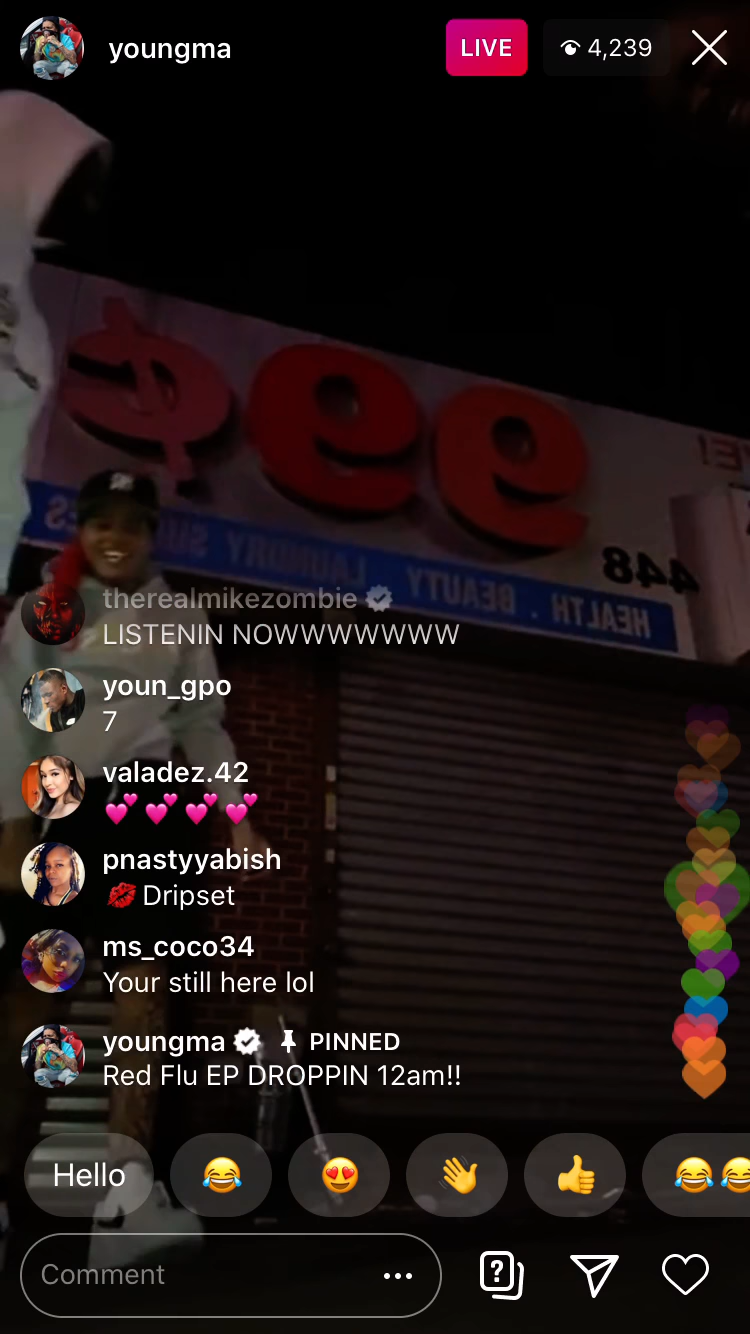 youngma
LIVE
4,239
99¢
448
HEALTH . BEAUTY LAUNDRY
therealmikezombie
LISTENIN NOWWWWWWW
youn_gpo
7
valadez.42
💕 💕 💕 💕
pnastyyabish
💋 Dripset
ms_coco34
Your still here lol
youngma PINNED
Red Flu EP DROPPIN 12am!!
Hello 😂 😍 👋 👍 😂 😂
Comment